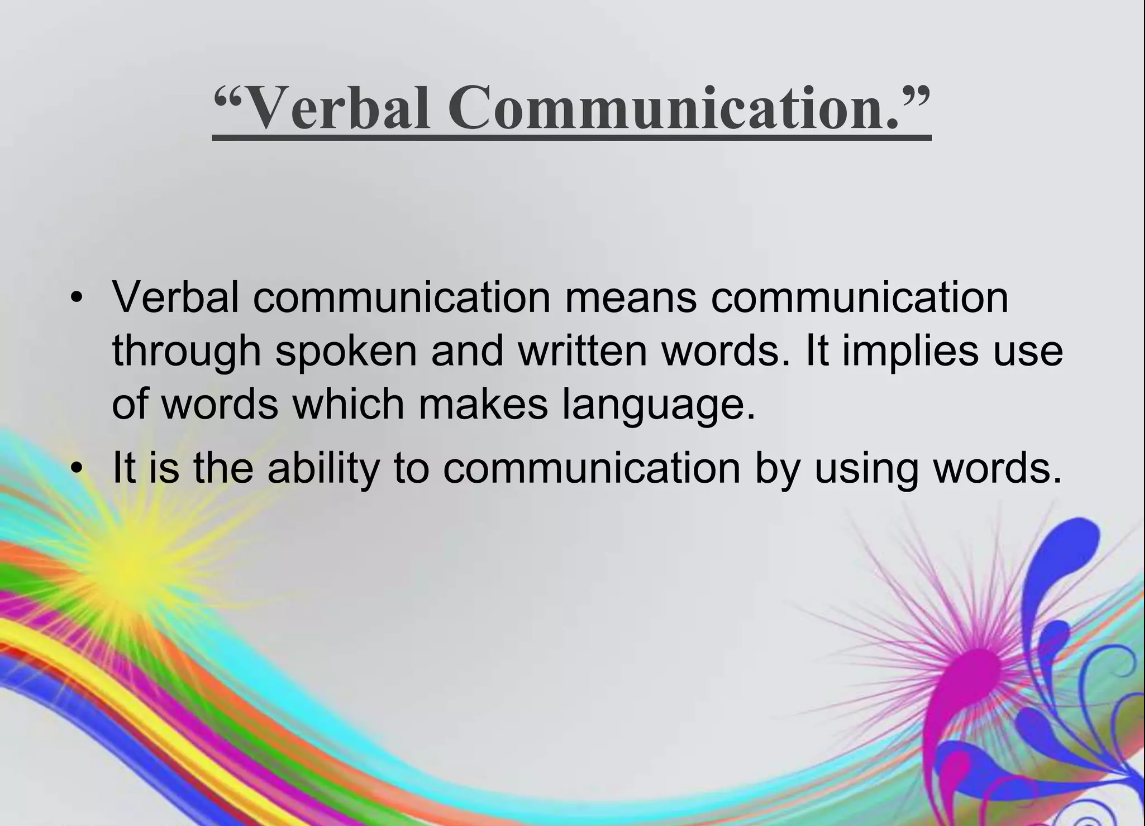 “Verbal Communication.”
• Verbal communication means communication
through spoken and written words. It implies use
of words which makes language.
• It is the ability to communication by using words.